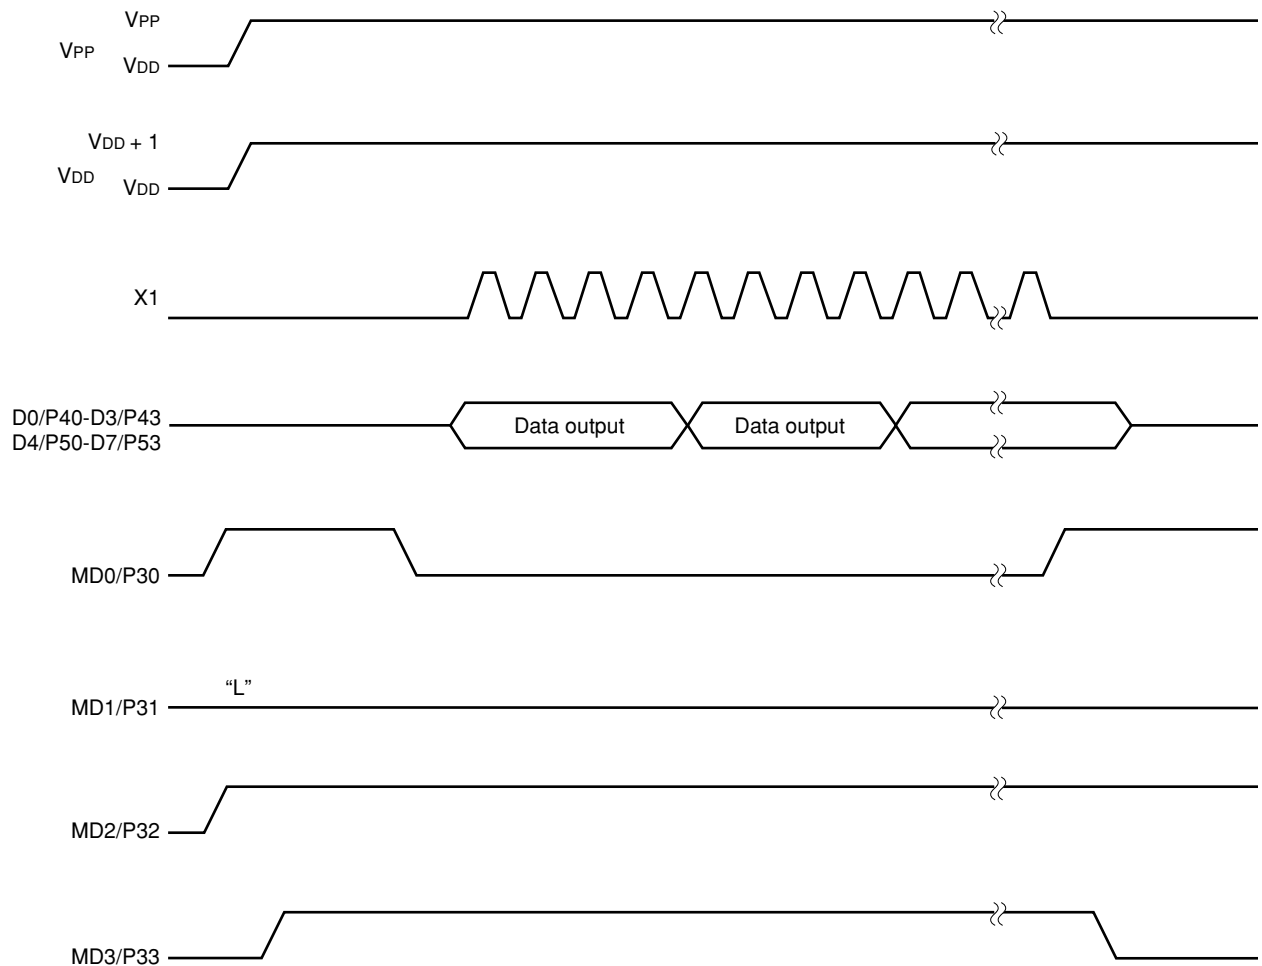 VPP
VPP
VDD
VDD + 1
VDD
VDD
X1
D0/P40-D3/P43
D4/P50-D7/P53
Data output
Data output
MD0/P30
“L”
MD1/P31
MD2/P32
MD3/P33